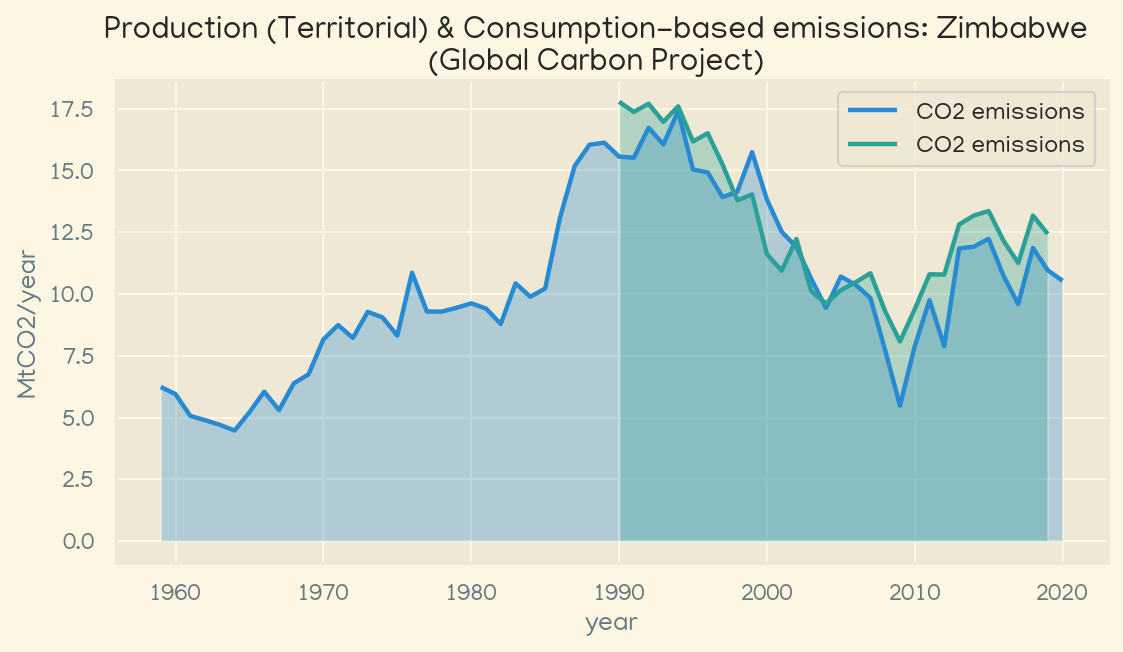 Production (Territorial) & Consumption-based emissions: Zimbabwe
(Global Carbon Project)
CO2 emissions
CO2 emissions
MtCO2/year
17.5
15.0
12.5
10.0
7.5
5.0
2.5
0.0
1960 1970 1980 1990 2000 2010 2020
year